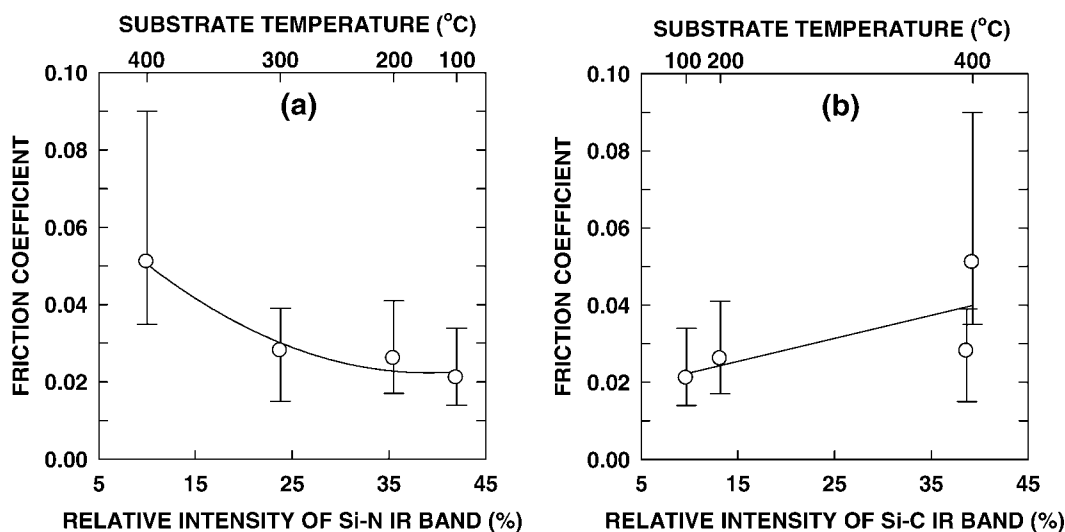 SUBSTRATE TEMPERATURE (°C)
400 300 200 100
0.10
0.08
0.06
0.04
0.02
0.00
FRICTION COEFFICIENT
(a)
5 15 25 35 45
RELATIVE INTENSITY OF Si-N IR BAND (%)
SUBSTRATE TEMPERATURE (°C)
100 200 400
0.10
0.08
0.06
0.04
0.02
0.00
FRICTION COEFFICIENT
(b)
5 15 25 35 45
RELATIVE INTENSITY OF Si-C IR BAND (%)